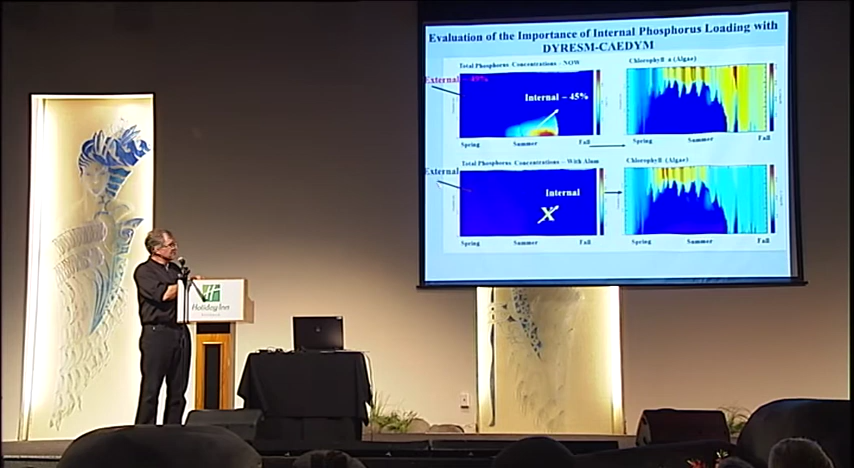 Evaluation of the Importance of Internal Phosphorus Loading with
DYRESM-CAEDYM
Total Phosphorus Concentrations – NOW
Chlorophyll a (Algae)
External
Internal – 45%
Spring Summer Fall
Spring Summer Fall
Total Phosphorus Concentrations – With Alum
Chlorophyll (Algae)
External
Internal
X
Spring Summer Fall
Spring Summer Fall
Holiday Inn